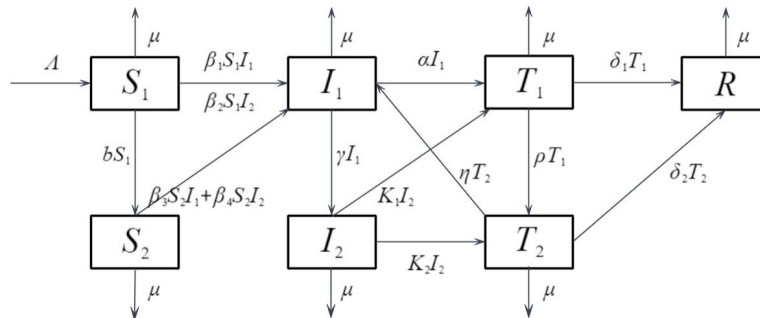 μ μ μ μ
Λ S₁ β₁S₁I₁ I₁ αI₁ T₁ δ₁T₁ R
β₂S₁I₂
bS₁ γI₁ ηT₂ ρT₁ δ₂T₂
β₃S₂I₁+β₄S₂I₂ K₁I₂
S₂ I₂ K₂I₂ T₂
μ μ μ